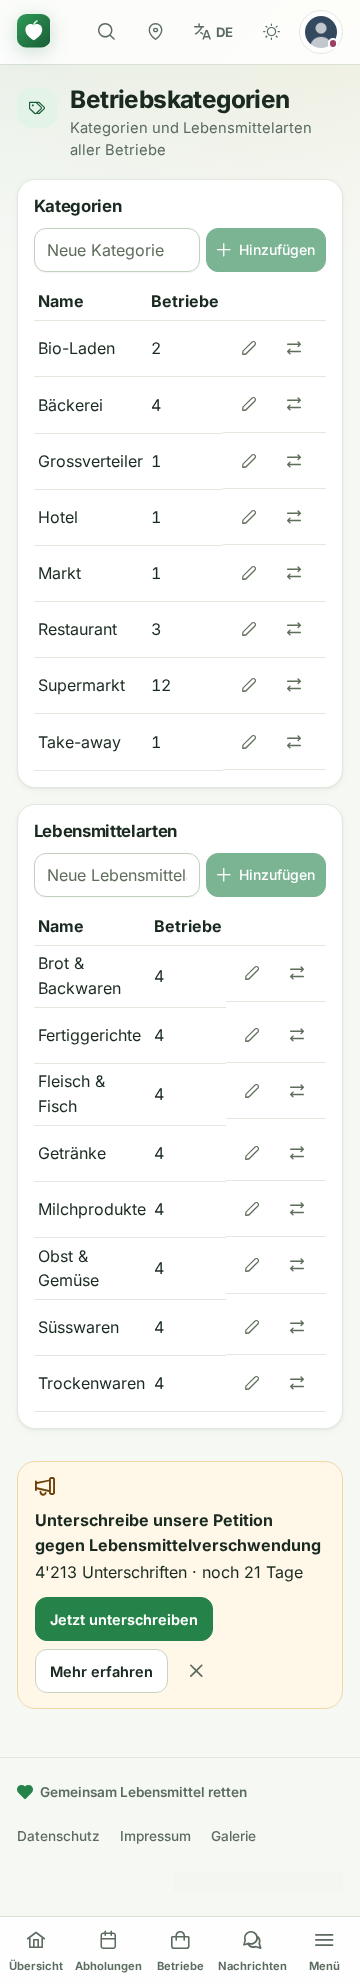 DE
Betriebskategorien
Kategorien und Lebensmittelarten
aller Betriebe
Kategorien
Neue Kategorie
Hinzufügen
Name Betriebe
Bio-Laden 2
Bäckerei 4
Grossverteiler 1
Hotel 1
Markt 1
Restaurant 3
Supermarkt 12
Take-away 1
Lebensmittelarten
Neue Lebensmittel
Hinzufügen
Name Betriebe
Brot &
Backwaren 4
Fertiggerichte 4
Fleisch &
Fisch 4
Getränke 4
Milchprodukte 4
Obst &
Gemüse 4
Süsswaren 4
Trockenwaren 4
Unterschreibe unsere Petition
gegen Lebensmittelverschwendung
4'213 Unterschriften · noch 21 Tage
Jetzt unterschreiben
Mehr erfahren
Gemeinsam Lebensmittel retten
Datenschutz Impressum Galerie
Übersicht Abholungen Betriebe Nachrichten Menü